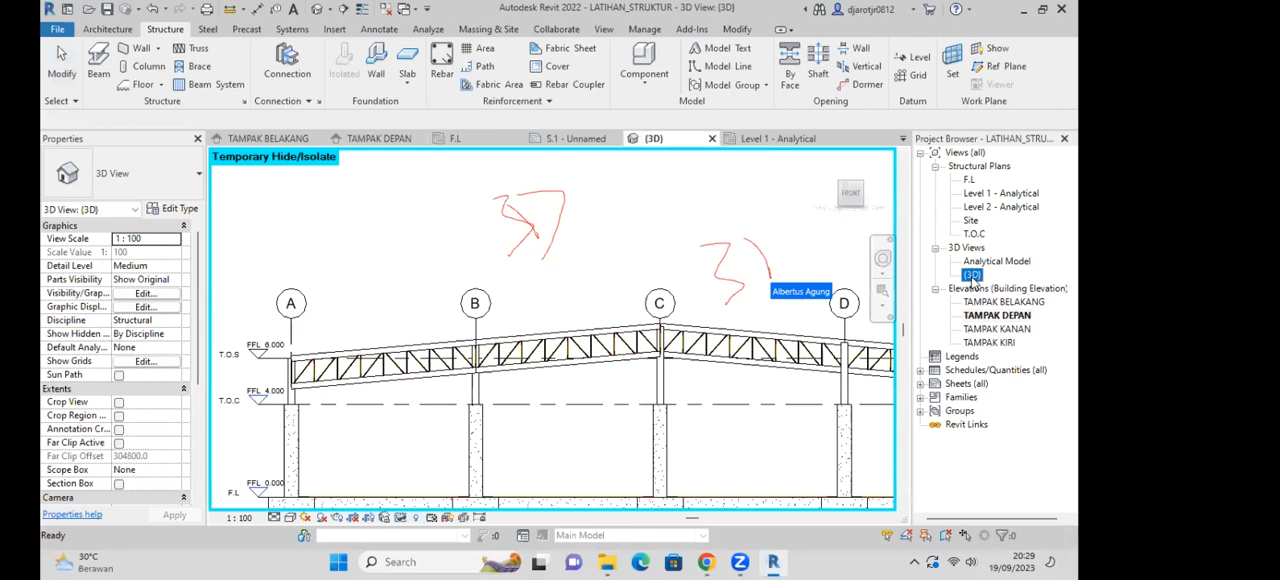 Autodesk Revit 2022 - LATIHAN_STRUKTUR - 3D View: {3D}
djarotjr0812
File Architecture Structure Steel Precast Systems Insert Annotate Analyze Massing & Site Collaborate View Manage Add-Ins Modify
Modify
Select
Beam
Wall
Column
Floor
Truss
Brace
Beam System
Structure
Connection
Connection
Isolated
Wall
Slab
Foundation
Rebar
Area
Path
Fabric Area
Fabric Sheet
Cover
Rebar Coupler
Reinforcement
Component
Model Text
Model Line
Model Group
Model
By Face
Shaft
Wall
Vertical
Dormer
Opening
Level
Grid
Datum
Set
Show
Ref Plane
Viewer
Work Plane
Properties
3D View
3D View: {3D}
Edit Type
Graphics
View Scale 1 : 100
Scale Value 1: 100
Detail Level Medium
Parts Visibility Show Original
Visibility/Grap... Edit...
Graphic Displ... Edit...
Discipline Structural
Show Hidden ... By Discipline
Default Analy... None
Show Grids Edit...
Sun Path
Extents
Crop View
Crop Region ...
Annotation Cr...
Far Clip Active
Far Clip Offset 304800.0
Scope Box None
Section Box
Camera
Properties help
Apply
TAMPAK BELAKANG
TAMPAK DEPAN
F.L
S.1 - Unnamed
{3D}
Level 1 - Analytical
Temporary Hide/Isolate
FRONT
Albertus Agung
A B C D
T.O.S FFL 6.000
T.O.C FFL 4.000
F.L FFL 0.000
1 : 100
Project Browser - LATIHAN_STRU...
Views (all)
Structural Plans
F.L
Level 1 - Analytical
Level 2 - Analytical
Site
T.O.C
3D Views
Analytical Model
{3D}
Elevations (Building Elevation)
TAMPAK BELAKANG
TAMPAK DEPAN
TAMPAK KANAN
TAMPAK KIRI
Legends
Schedules/Quantities (all)
Sheets (all)
Families
Groups
Revit Links
Ready
:0
Main Model
:0
30°C
Berawan
Search
20:29
19/09/2023